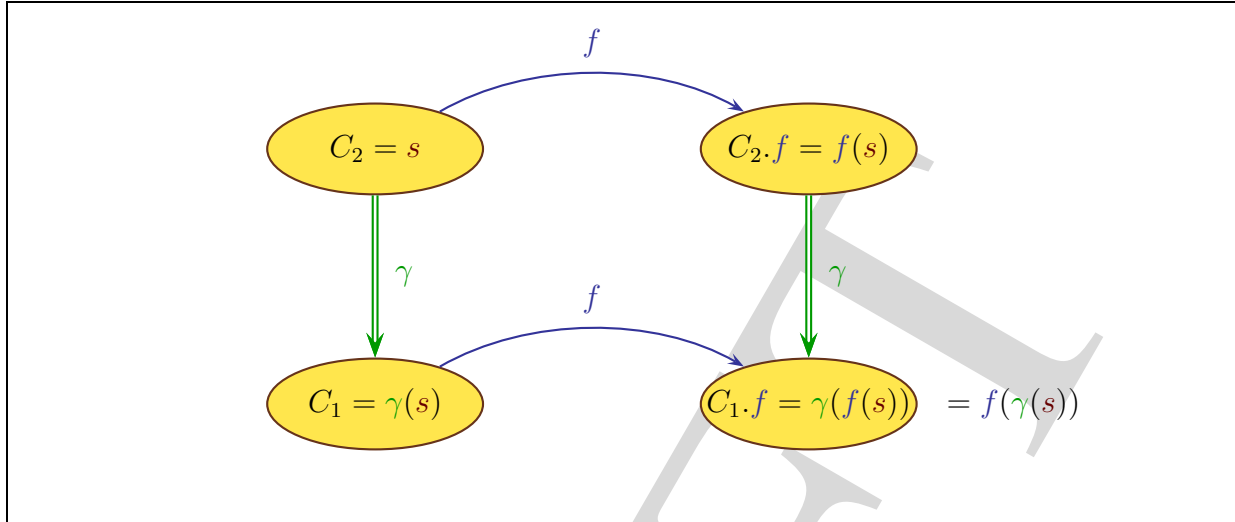 f
C₂ = s
C₂.f = f(s)
γ
γ
f
C₁ = γ(s)
C₁.f = γ(f(s)) = f(γ(s))